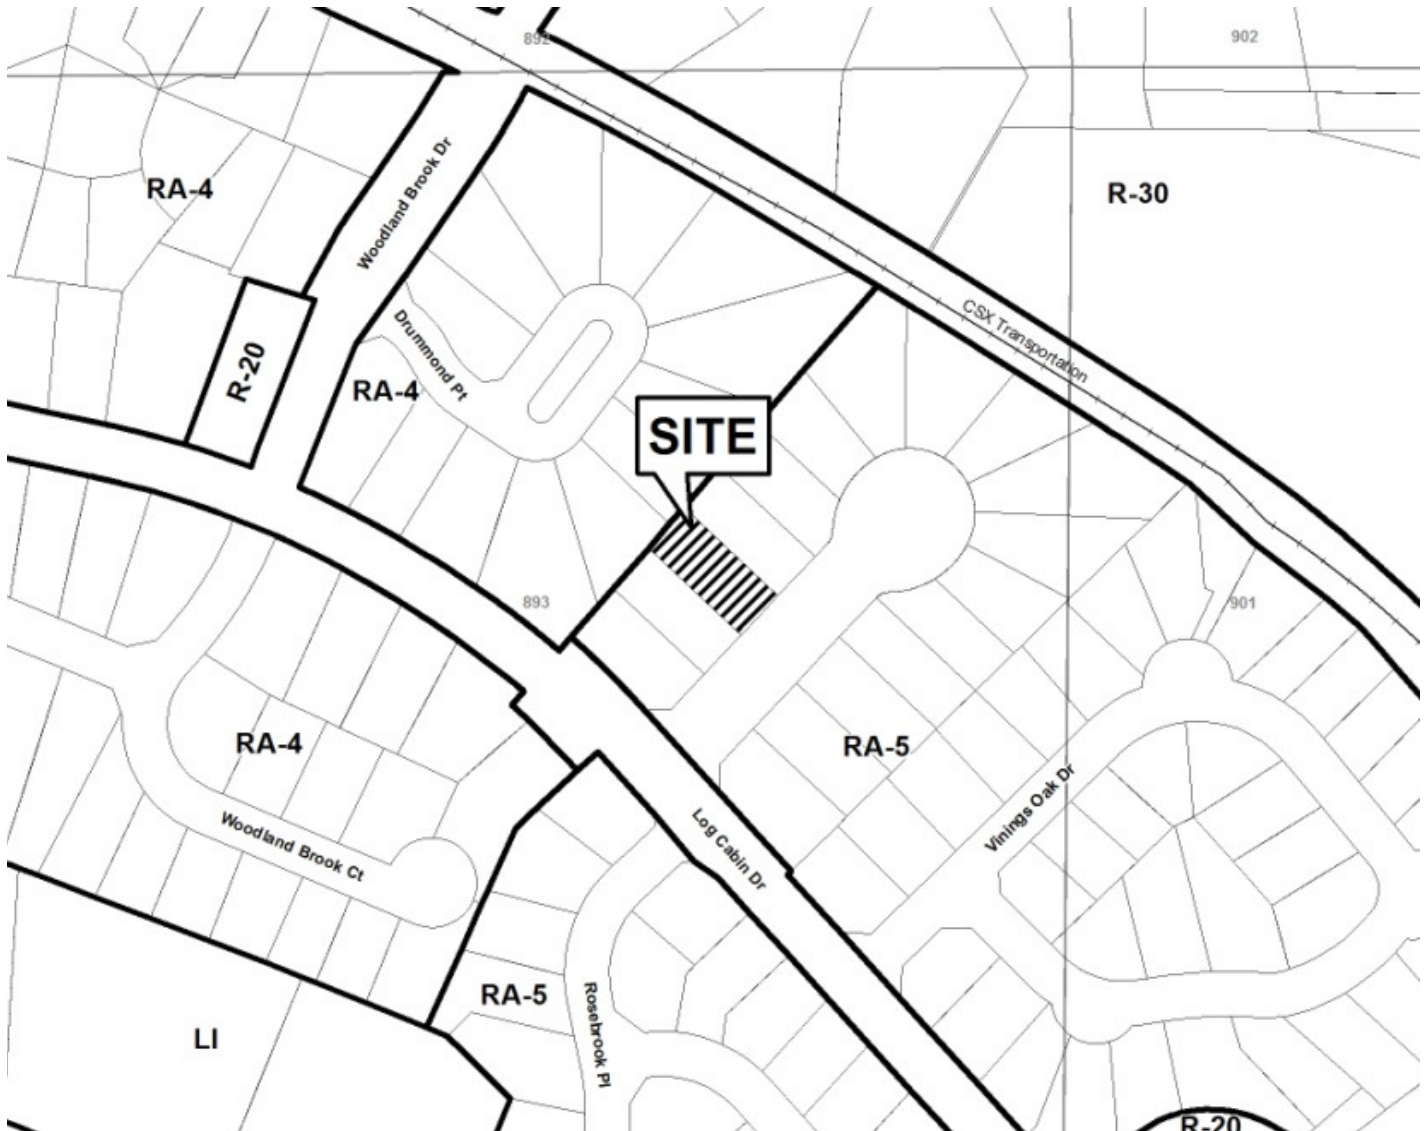 892
902
Woodland Brook Dr
RA-4
R-30
CSX Transportation
Drummond Pt
R-20
RA-4
SITE
893
901
RA-4
RA-5
Vinings Oak Dr
Woodland Brook Ct
Log Cabin Dr
RA-5
Rosebrook Pl
LI
R-20